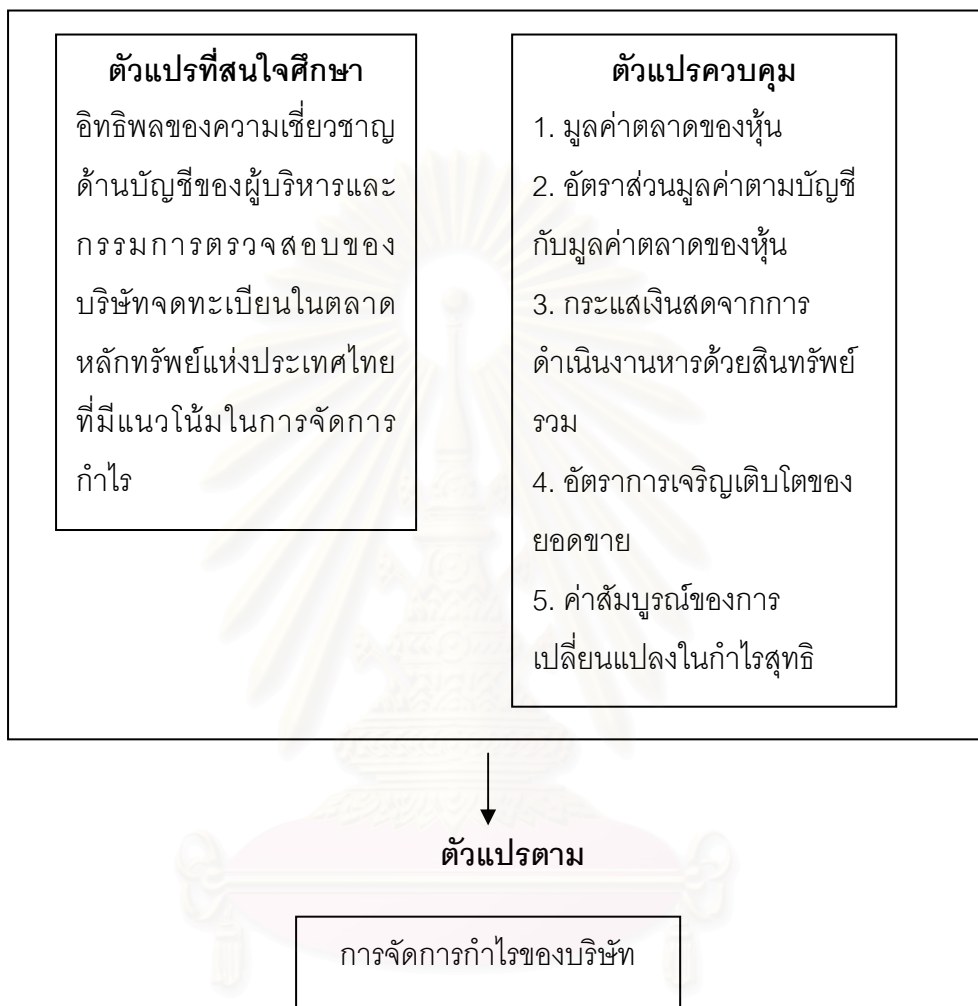 ตัวแปรที่สนใจศึกษา
อิทธิพลของความเชี่ยวชาญ
ด้านบัญชีของผู้บริหารและ
กรรมการตรวจสอบของ
บริษัทจดทะเบียนในตลาด
หลักทรัพย์แห่งประเทศไทย
ที่มีแนวโน้มในการจัดการ
กำไร
ตัวแปรควบคุม
1. มูลค่าตลาดของหุ้น
2. อัตราส่วนมูลค่าตามบัญชี
กับมูลค่าตลาดของหุ้น
3. กระแสเงินสดจากการ
ดำเนินงานหารด้วยสินทรัพย์
รวม
4. อัตราการเจริญเติบโตของ
ยอดขาย
5. ค่าสัมบูรณ์ของการ
เปลี่ยนแปลงในกำไรสุทธิ
ตัวแปรตาม
การจัดการกำไรของบริษัท